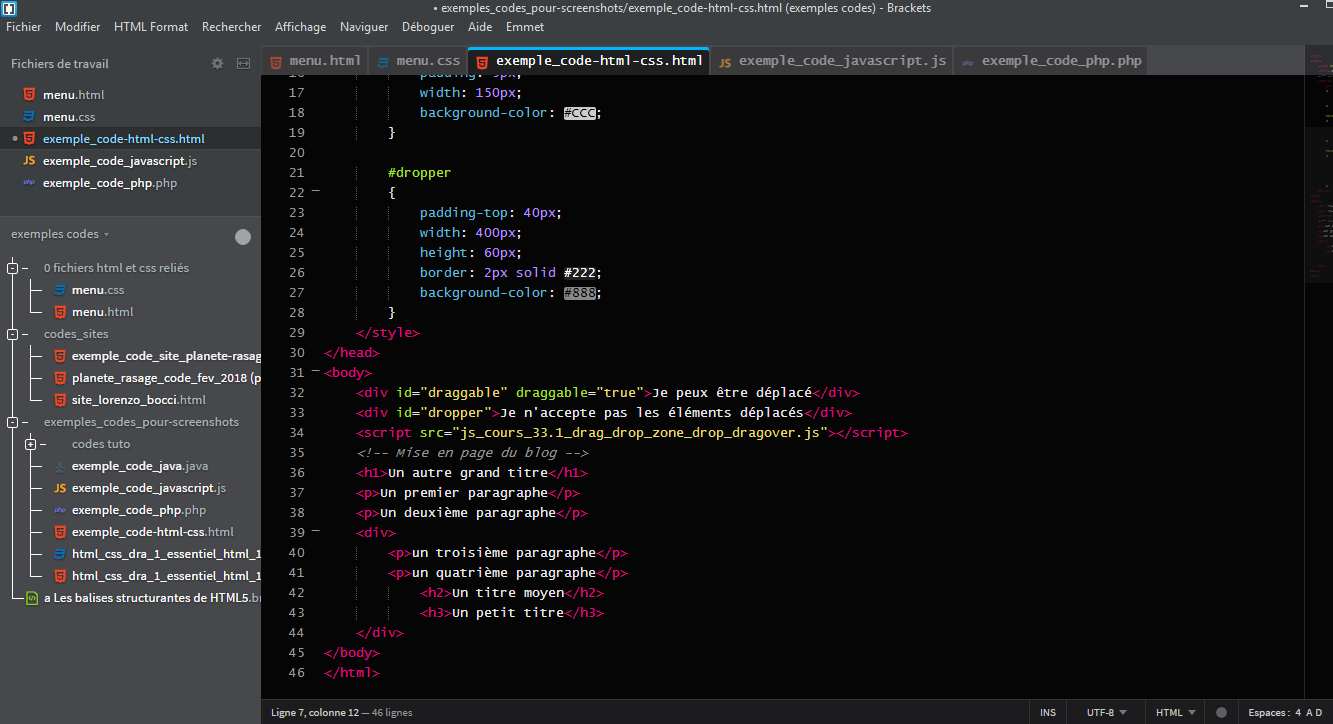 • exemples_codes_pour-screenshots/exemple_code-html-css.html (exemples codes) - Brackets
Fichier Modifier HTML Format Rechercher Affichage Naviguer Déboguer Aide Emmet
Fichiers de travail
menu.html
menu.css
• exemple_code-html-css.html
JS exemple_code_javascript.js
php exemple_code_php.php
exemples codes
0 fichiers html et css reliés
menu.css
menu.html
codes_sites
exemple_code_site_planete-rasag
planete_rasage_code_fev_2018 (p
site_lorenzo_bocci.html
exemples_codes_pour-screenshots
codes tuto
exemple_code_java.java
JS exemple_code_javascript.js
php exemple_code_php.php
exemple_code-html-css.html
html_css_dra_1_essentiel_html_1
html_css_dra_1_essentiel_html_1
a Les balises structurantes de HTML5.br
menu.html menu.css exemple_code-html-css.html JS exemple_code_javascript.js php exemple_code_php.php
16 padding: 5px;
17 width: 150px;
18 background-color: #CCC;
19 }
20
21 #dropper
22 {
23 padding-top: 40px;
24 width: 400px;
25 height: 60px;
26 border: 2px solid #222;
27 background-color: #888;
28 }
29 </style>
30 </head>
31 <body>
32 <div id="draggable" draggable="true">Je peux être déplacé</div>
33 <div id="dropper">Je n'accepte pas les éléments déplacés</div>
34 <script src="js_cours_33.1_drag_drop_zone_drop_dragover.js"></script>
35 <!-- Mise en page du blog -->
36 <h1>Un autre grand titre</h1>
37 <p>Un premier paragraphe</p>
38 <p>Un deuxième paragraphe</p>
39 <div>
40 <p>un troisième paragraphe</p>
41 <p>un quatrième paragraphe</p>
42 <h2>Un titre moyen</h2>
43 <h3>Un petit titre</h3>
44 </div>
45 </body>
46 </html>
Ligne 7, colonne 12 — 46 lignes INS UTF-8 HTML Espaces : 4 A D